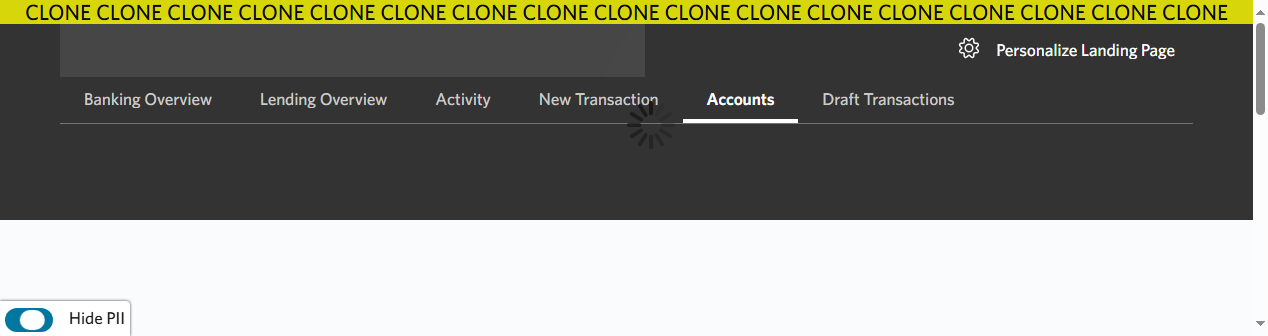 CLONE CLONE CLONE CLONE CLONE CLONE CLONE CLONE CLONE CLONE CLONE CLONE CLONE CLONE CLONE CLONE CLONE
Personalize Landing Page
Banking Overview Lending Overview Activity New Transaction Accounts Draft Transactions
Hide PII